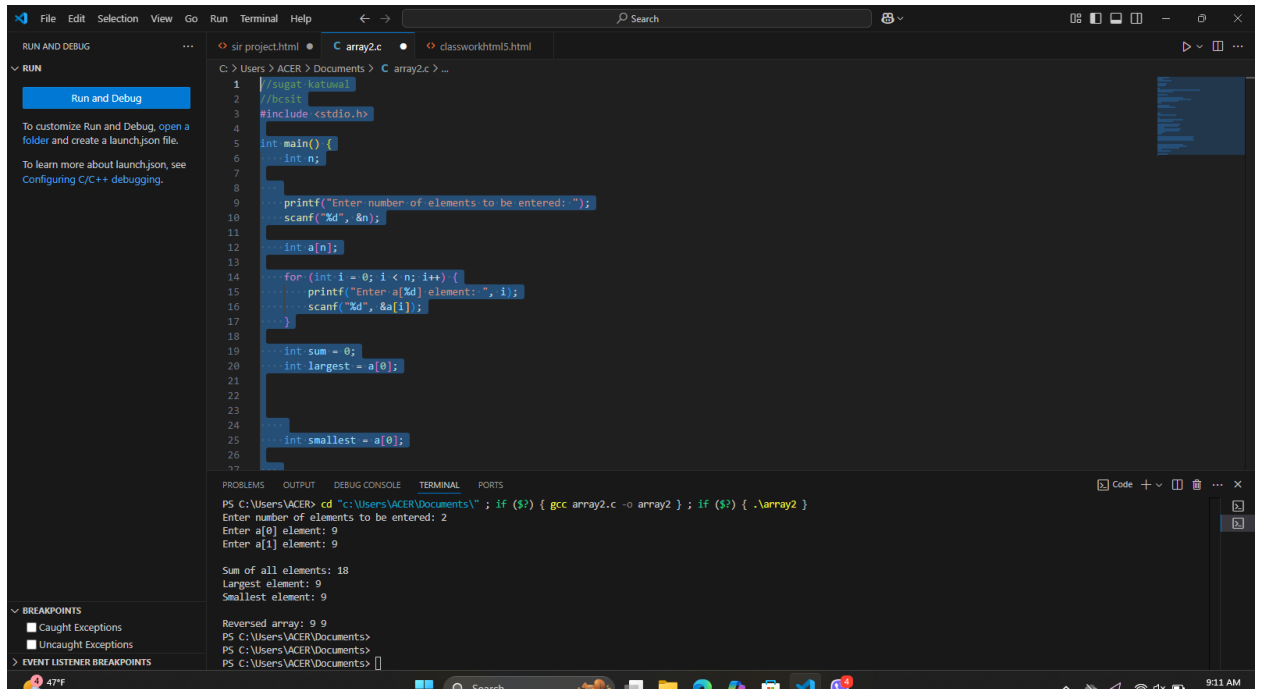 File Edit Selection View Go Run Terminal Help
Search
RUN AND DEBUG
sir project.html
C array2.c
classworkhtml5.html
RUN
C: > Users > ACER > Documents > C array2.c > ...
Run and Debug
To customize Run and Debug, open a
folder and create a launch.json file.
To learn more about launch.json, see
Configuring C/C++ debugging.
1 //sugat katuwal
2 //bcsit
3 #include <stdio.h>
4
5 int main() {
6 int n;
7
8
9 printf("Enter number of elements to be entered: ");
10 scanf("%d", &n);
11
12 int a[n];
13
14 for (int i = 0; i < n; i++) {
15 printf("Enter a[%d] element: ", i);
16 scanf("%d", &a[i]);
17 }
18
19 int sum = 0;
20 int largest = a[0];
21
22
23
24
25 int smallest = a[0];
26
27
PROBLEMS OUTPUT DEBUG CONSOLE TERMINAL PORTS
Code
PS C:\Users\ACER> cd "c:\Users\ACER\Documents\" ; if ($?) { gcc array2.c -o array2 } ; if ($?) { .\array2 }
Enter number of elements to be entered: 2
Enter a[0] element: 9
Enter a[1] element: 9
Sum of all elements: 18
Largest element: 9
Smallest element: 9
Reversed array: 9 9
PS C:\Users\ACER\Documents>
PS C:\Users\ACER\Documents>
PS C:\Users\ACER\Documents>
BREAKPOINTS
Caught Exceptions
Uncaught Exceptions
EVENT LISTENER BREAKPOINTS
4
47°F
Search
4
9:11 AM